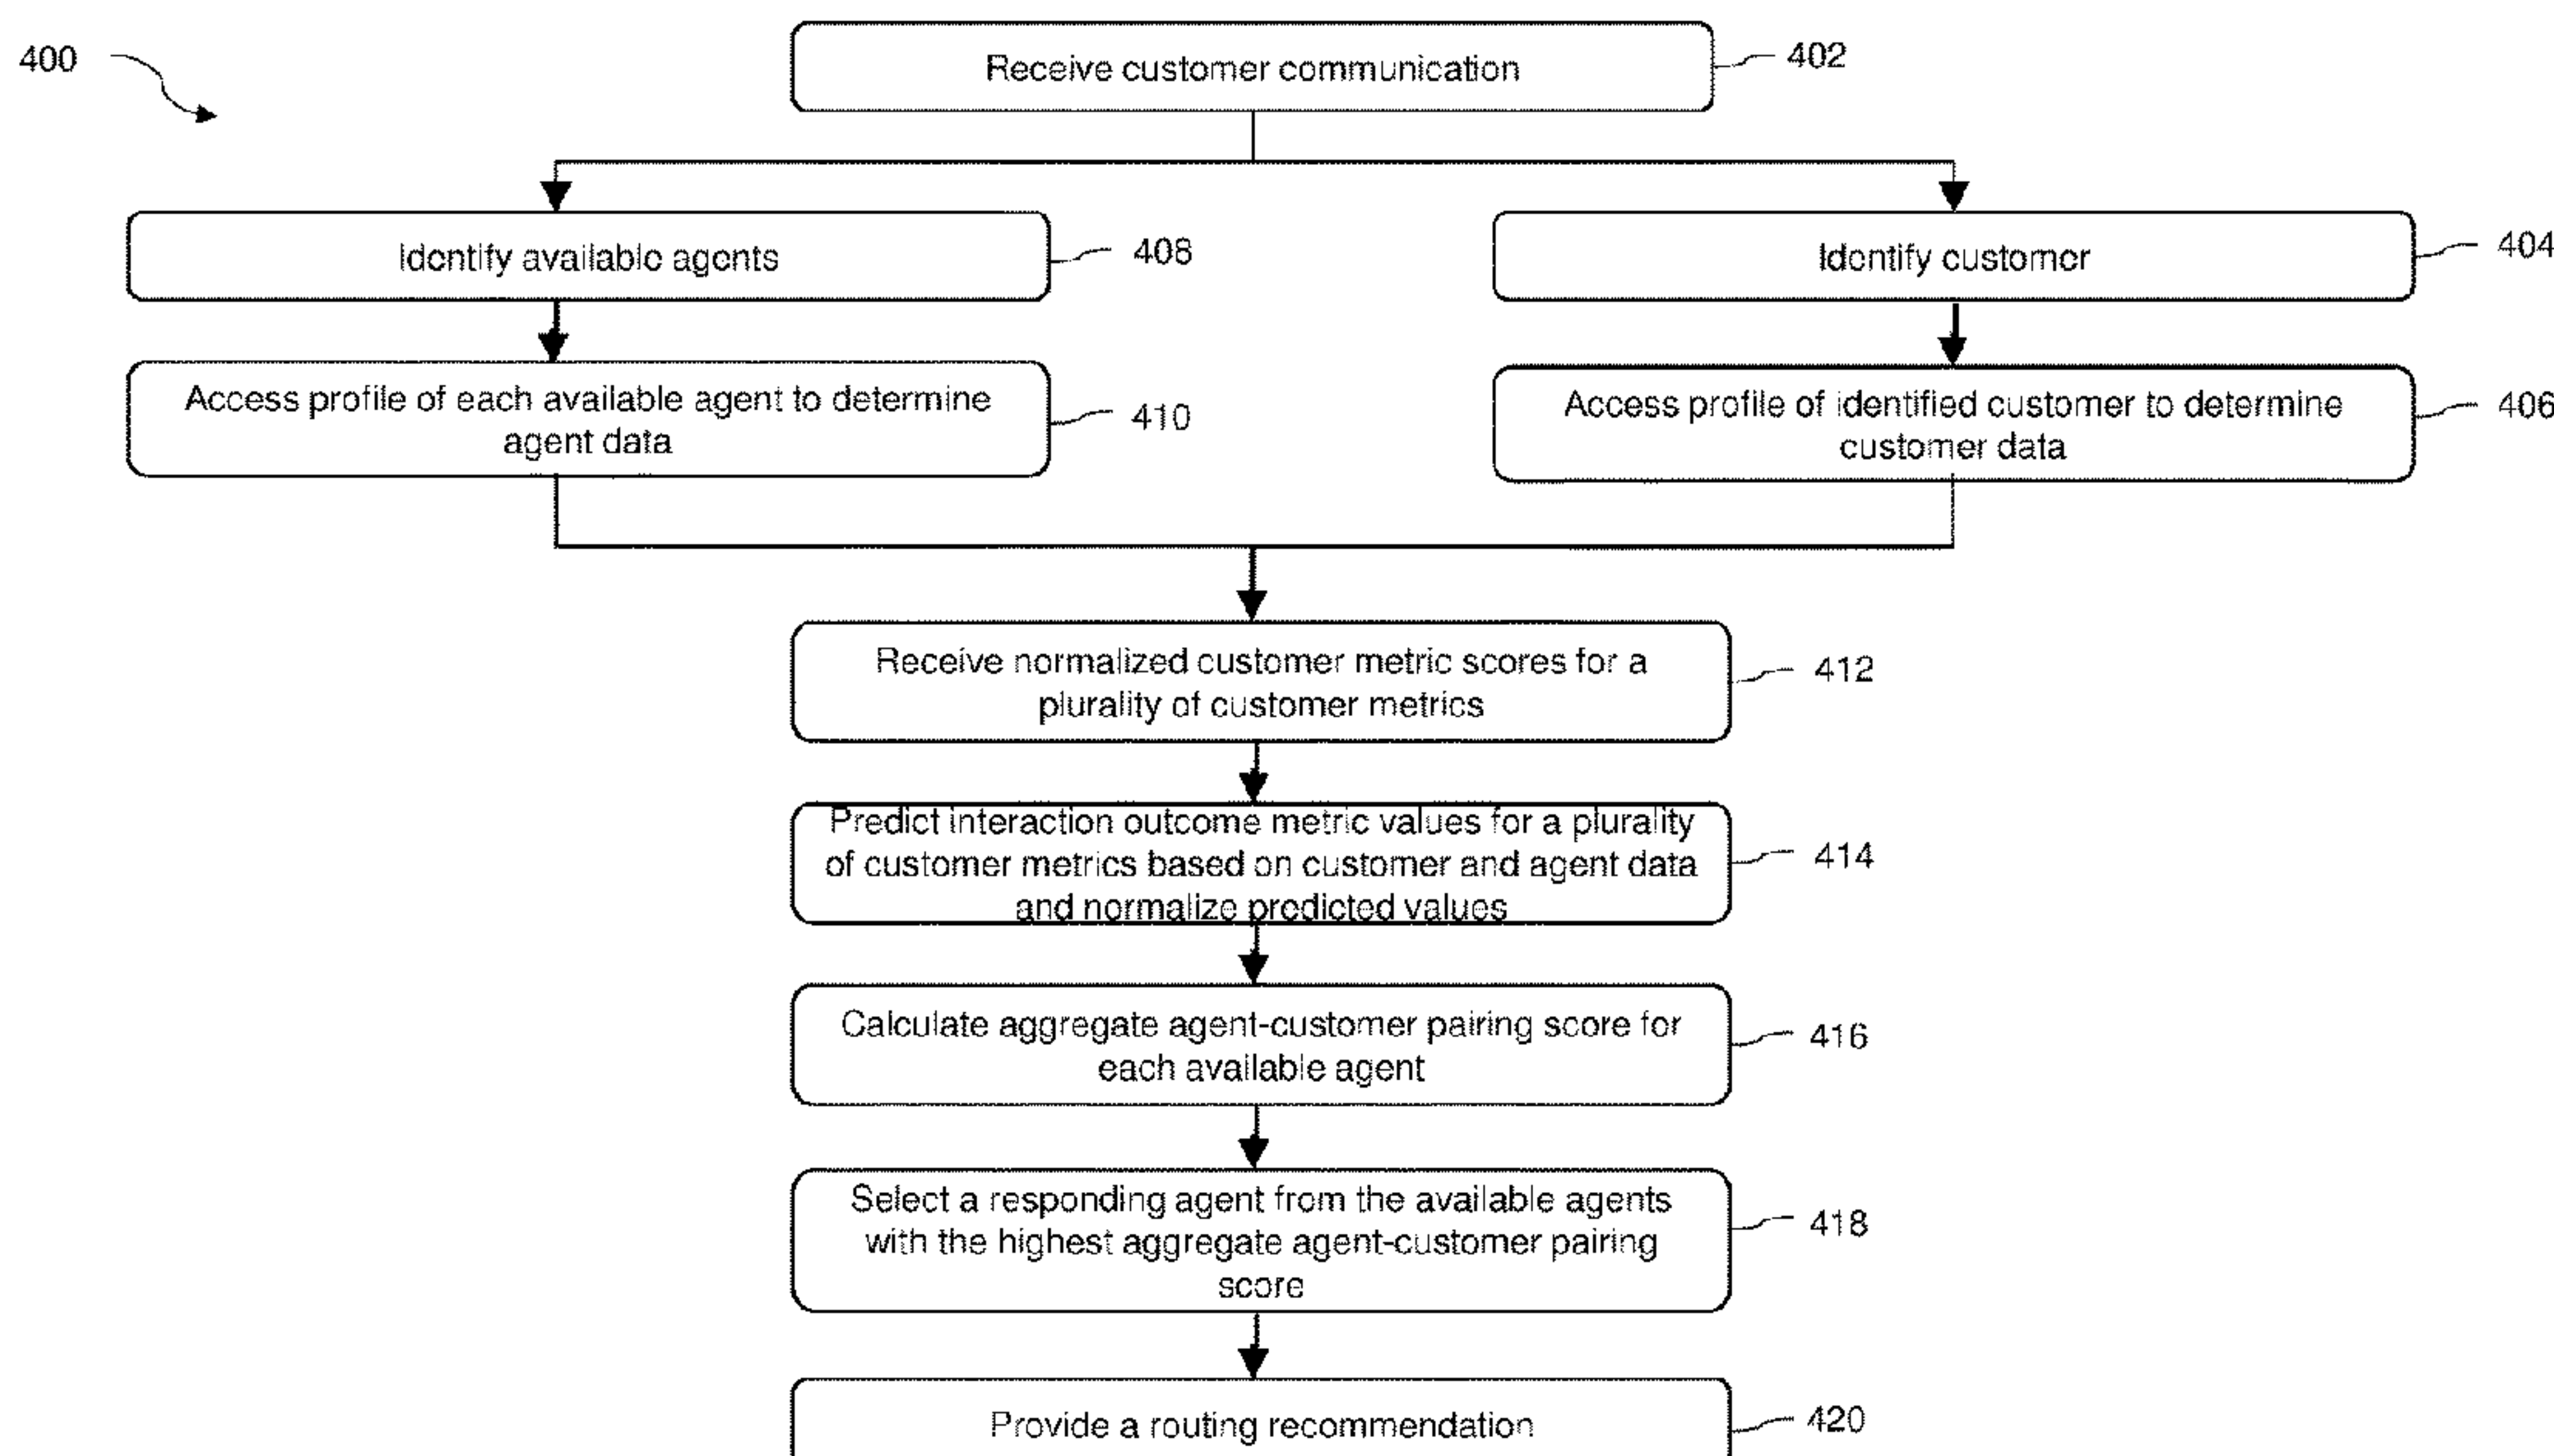 400
Receive customer communication
402
Identify available agents
408
Identify customer
404
Access profile of each available agent to determine
agent data
410
Access profile of identified customer to determine
customer data
406
Receive normalized customer metric scores for a
plurality of customer metrics
412
Predict interaction outcome metric values for a plurality
of customer metrics based on customer and agent data
and normalize predicted values
414
Calculate aggregate agent-customer pairing score for
each available agent
416
Select a responding agent from the available agents
with the highest aggregate agent-customer pairing
score
418
Provide a routing recommendation
420